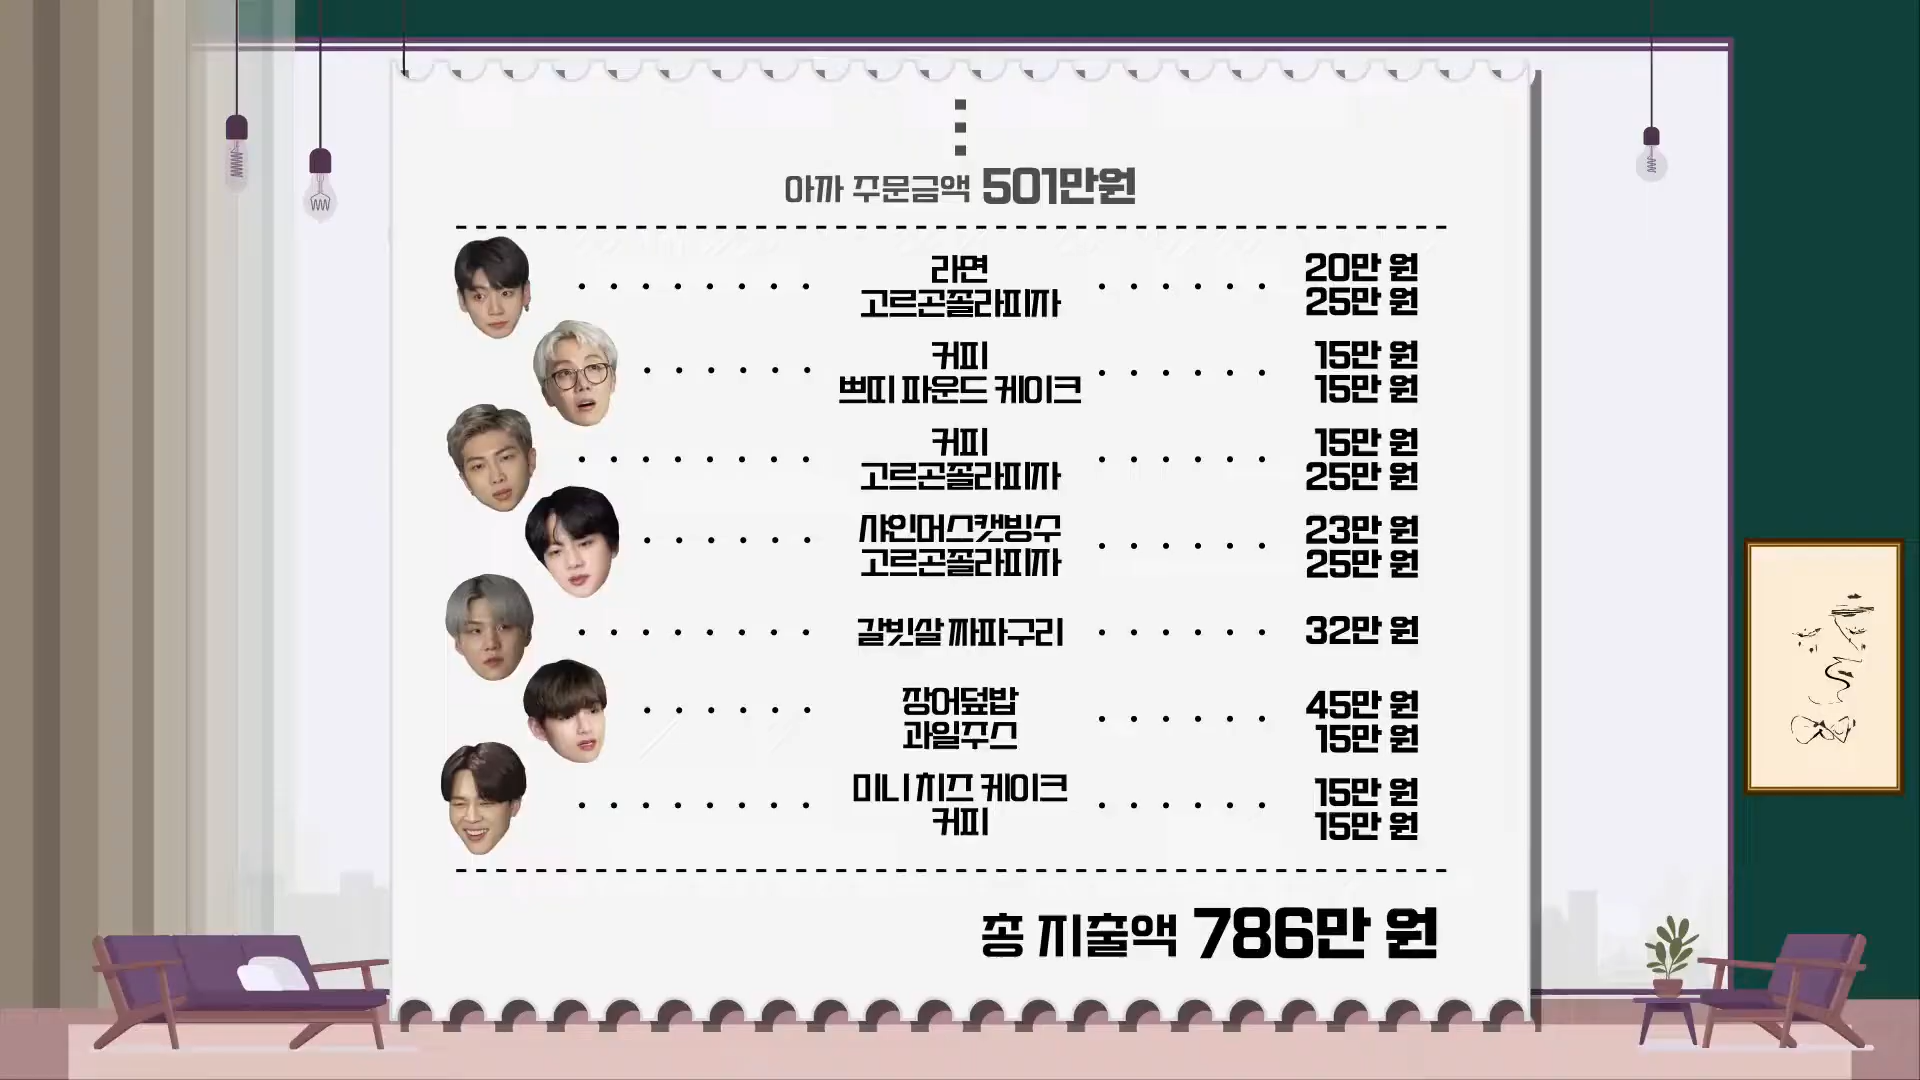 아까 주문금액 501만원
라면 20만 원
고르곤졸라피자 25만 원
커피 15만 원
쁘띠 파운드 케이크 15만 원
커피 15만 원
고르곤졸라피자 25만 원
샤인머스캣빙수 23만 원
고르곤졸라피자 25만 원
갈빗살 짜파구리 32만 원
장어덮밥 45만 원
과일주스 15만 원
미니 치즈 케이크 15만 원
커피 15만 원
총 지출액 786만 원